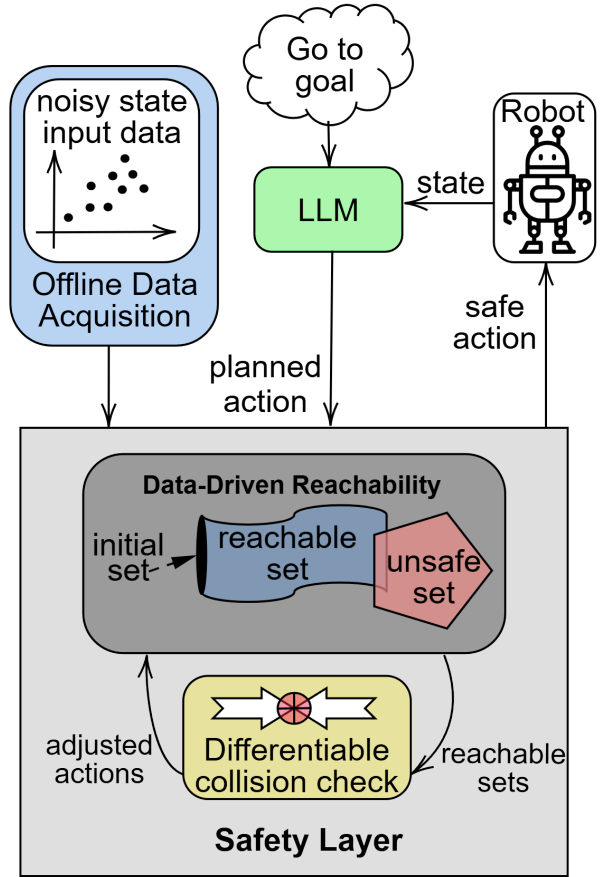 Go to
goal
noisy state
input data
Offline Data
Acquisition
LLM
state
Robot
planned
action
safe
action
Data-Driven Reachability
initial
set
reachable
set
unsafe
set
adjusted
actions
Differentiable
collision check
reachable
sets
Safety Layer